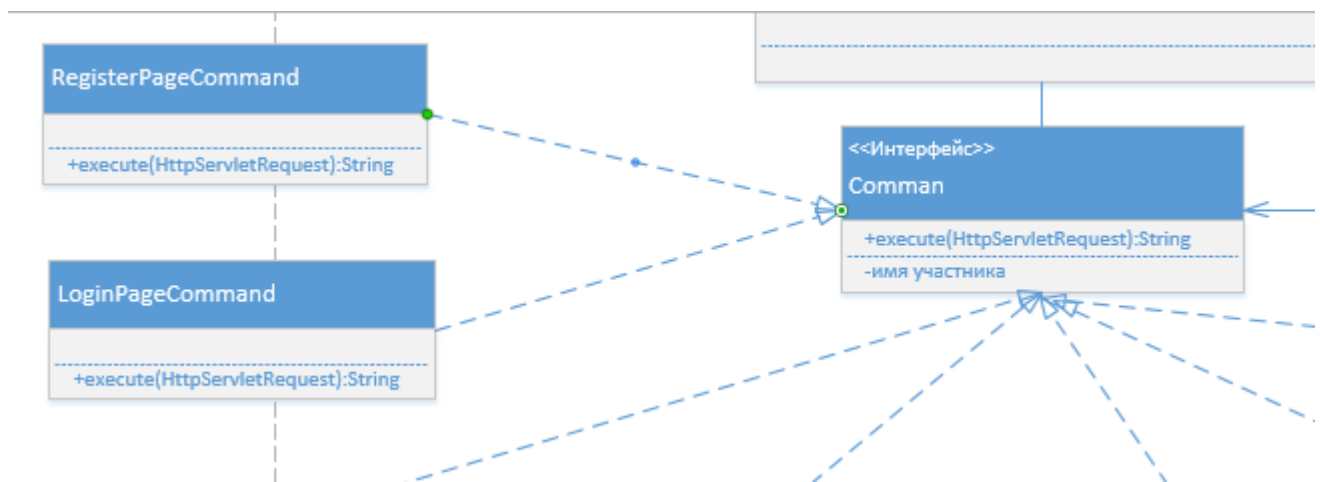 RegisterPageCommand
+execute(HttpServletRequest):String
LoginPageCommand
+execute(HttpServletRequest):String
<<Интерфейс>>
Comman
+execute(HttpServletRequest):String
-имя участника